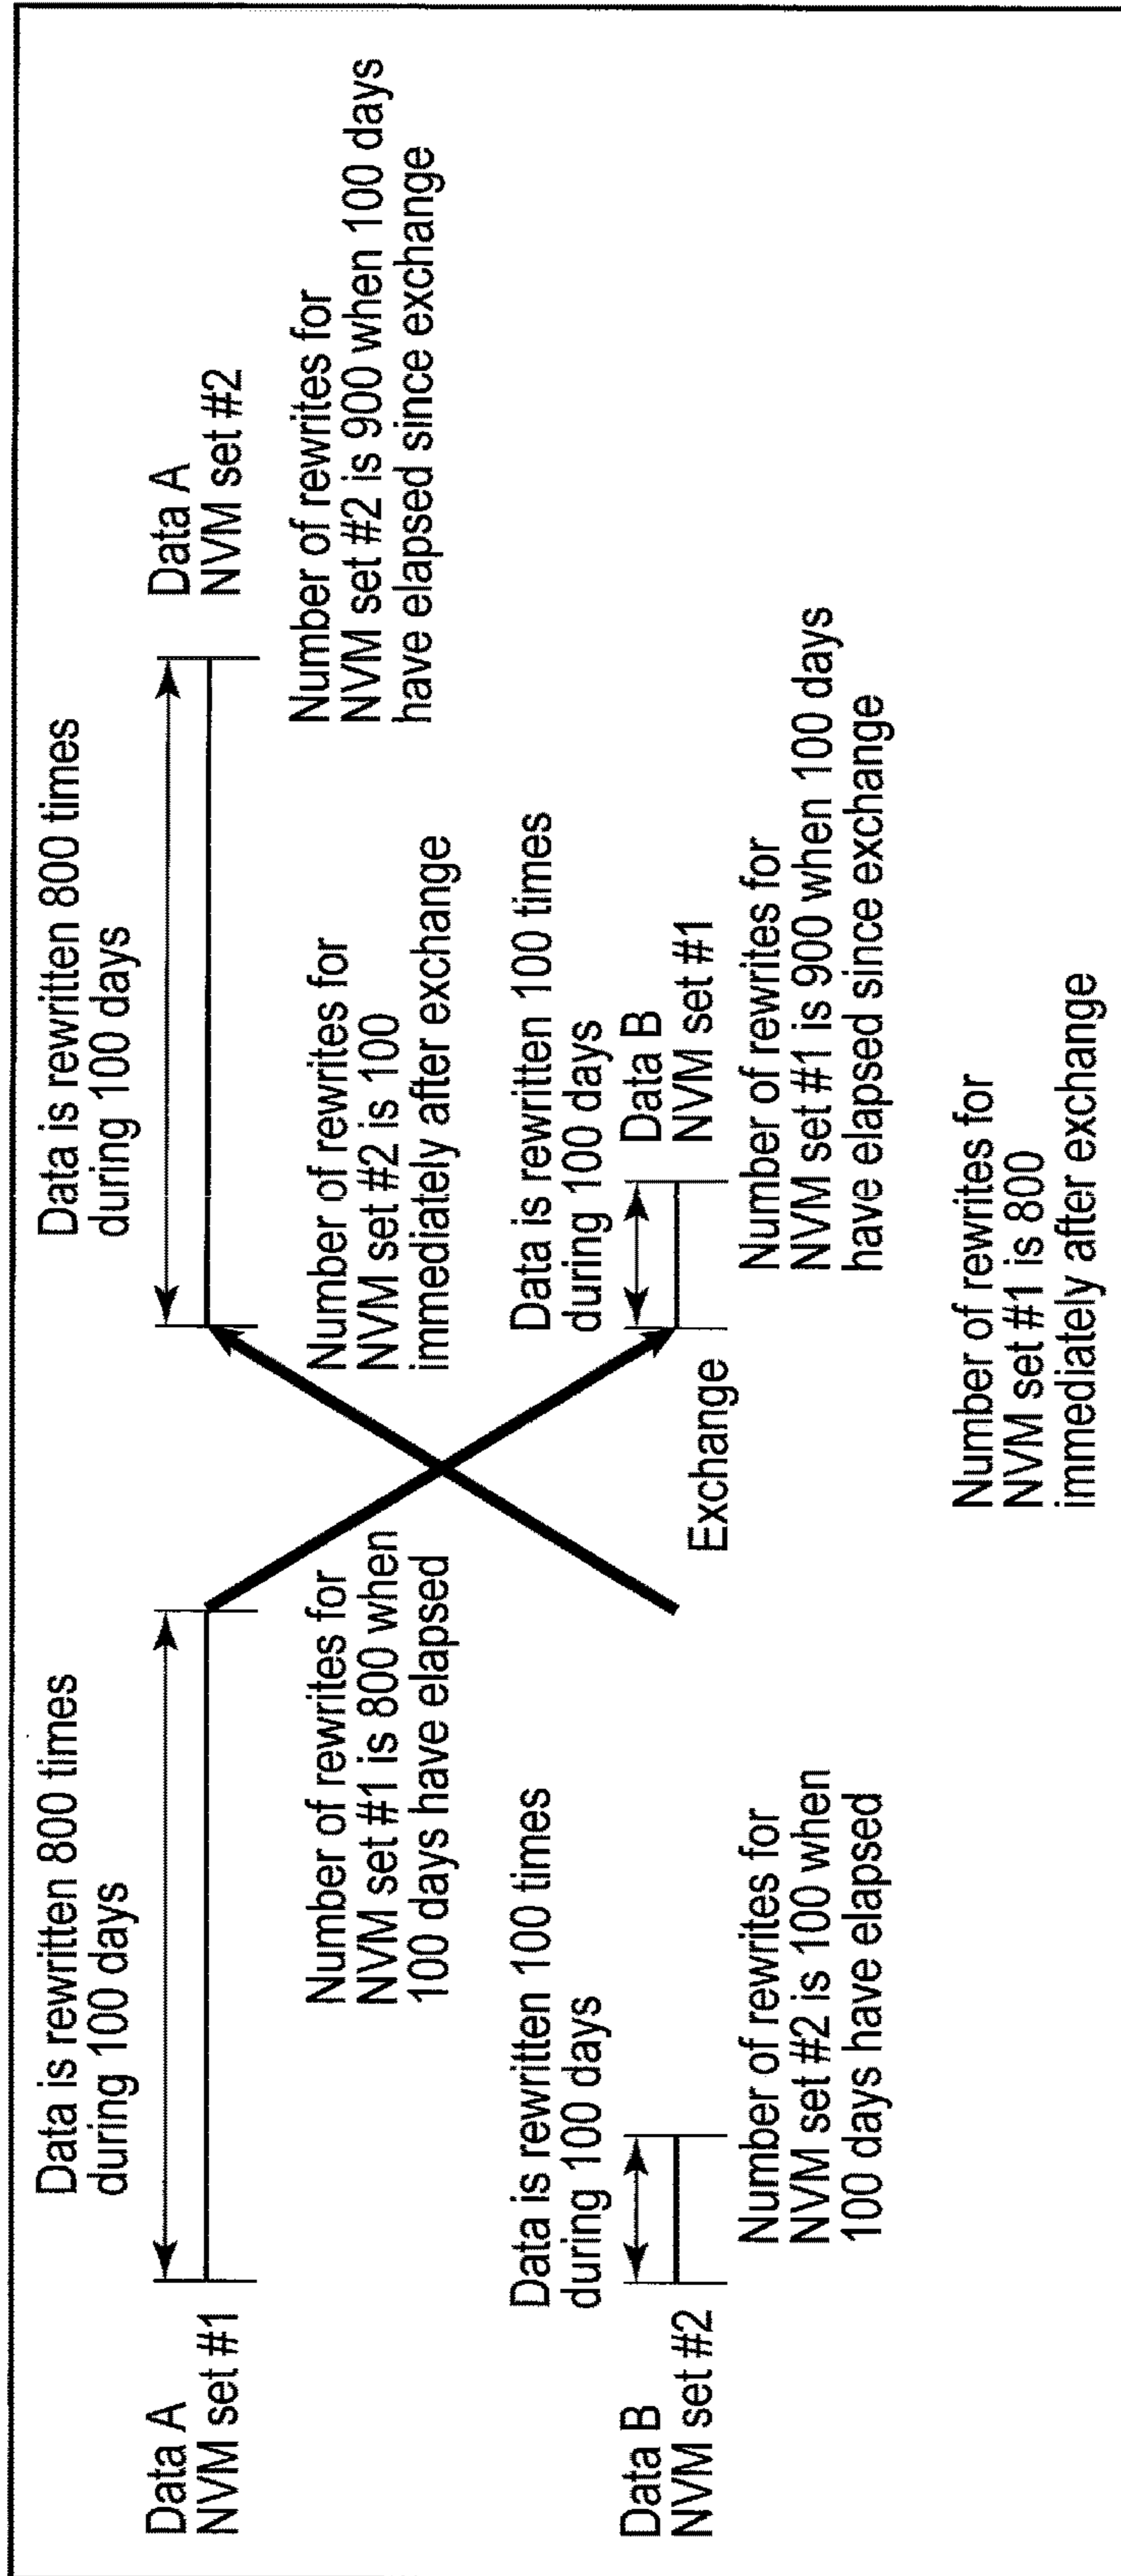 Data is rewritten 800 times
during 100 days
Data A
NVM set #1
Number of rewrites for
NVM set #1 is 800 when
100 days have elapsed
Data is rewritten 100 times
during 100 days
Data B
NVM set #2
Number of rewrites for
NVM set #2 is 100 when
100 days have elapsed
Exchange
Data is rewritten 800 times
during 100 days
Data A
NVM set #2
Number of rewrites for
NVM set #2 is 100
immediately after exchange
Number of rewrites for
NVM set #2 is 900 when 100 days
have elapsed since exchange
Data is rewritten 100 times
during 100 days
Data B
NVM set #1
Number of rewrites for
NVM set #1 is 900 when 100 days
have elapsed since exchange
Number of rewrites for
NVM set #1 is 800
immediately after exchange